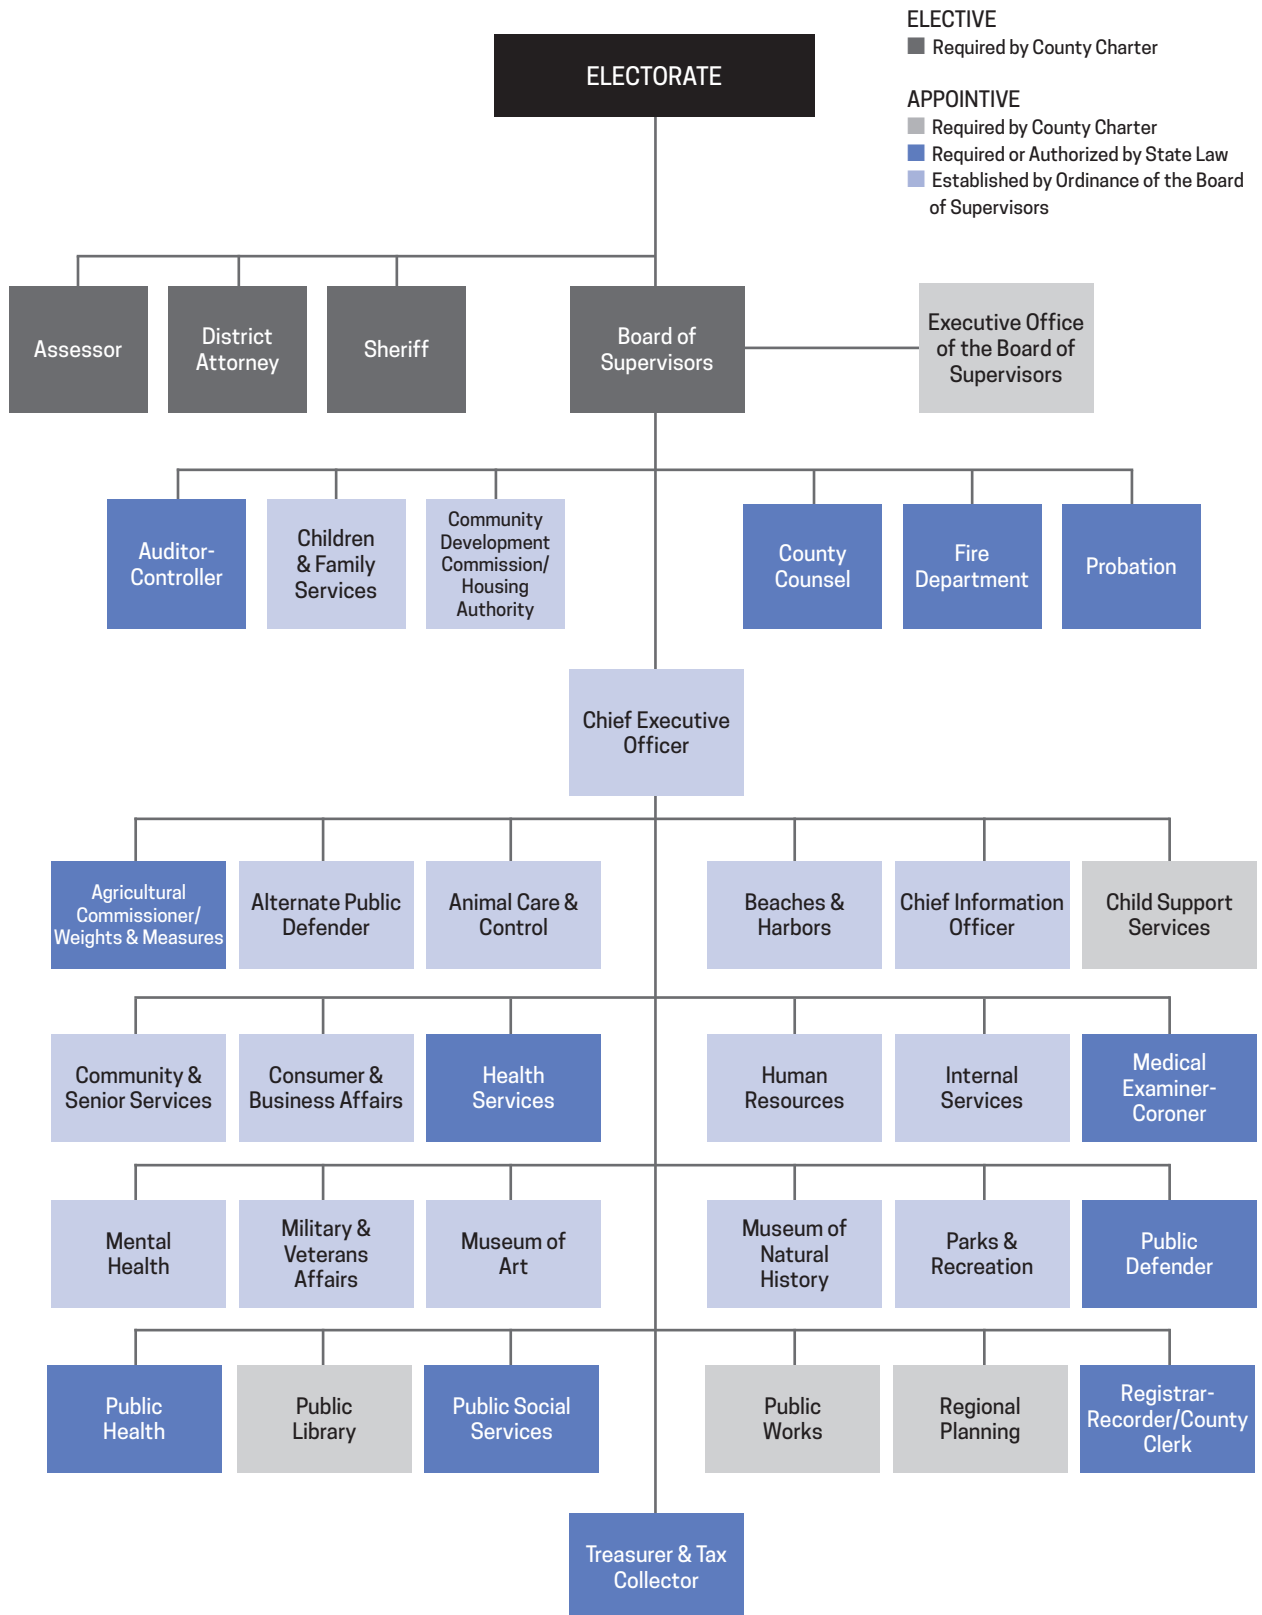 ELECTIVE
Required by County Charter
APPOINTIVE
Required by County Charter
Required or Authorized by State Law
Established by Ordinance of the Board
of Supervisors
ELECTORATE
Assessor
District
Attorney
Sheriff
Board of
Supervisors
Executive Office
of the Board of
Supervisors
Auditor-
Controller
Children
& Family
Services
Community
Development
Commission/
Housing
Authority
County
Counsel
Fire
Department
Probation
Chief Executive
Officer
Agricultural
Commissioner/
Weights & Measures
Alternate Public
Defender
Animal Care &
Control
Beaches &
Harbors
Chief Information
Officer
Child Support
Services
Community &
Senior Services
Consumer &
Business Affairs
Health
Services
Human
Resources
Internal
Services
Medical
Examiner-
Coroner
Mental
Health
Military &
Veterans
Affairs
Museum of
Art
Museum of
Natural
History
Parks &
Recreation
Public
Defender
Public
Health
Public
Library
Public Social
Services
Public
Works
Regional
Planning
Registrar-
Recorder/County
Clerk
Treasurer & Tax
Collector